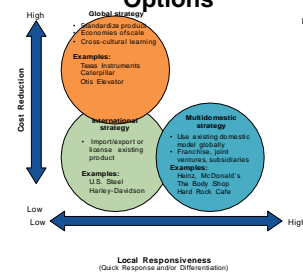 Options
High
Global strategy
• Standardize product
• Economies of scale
• Cross-cultural learning
Examples:
Texas Instruments
Caterpillar
Otis Elevator
Cost Reduction
International
strategy
• Import/export or
license existing
product
Examples:
U.S. Steel
Harley-Davidson
Multidomestic
strategy
• Use existing domestic
model globally
• Franchise, joint
ventures, subsidiaries
Examples:
Heinz, McDonald's
The Body Shop
Hard Rock Cafe
Low
Low
High
Local Responsiveness
(Quick Response and/or Differentiation)